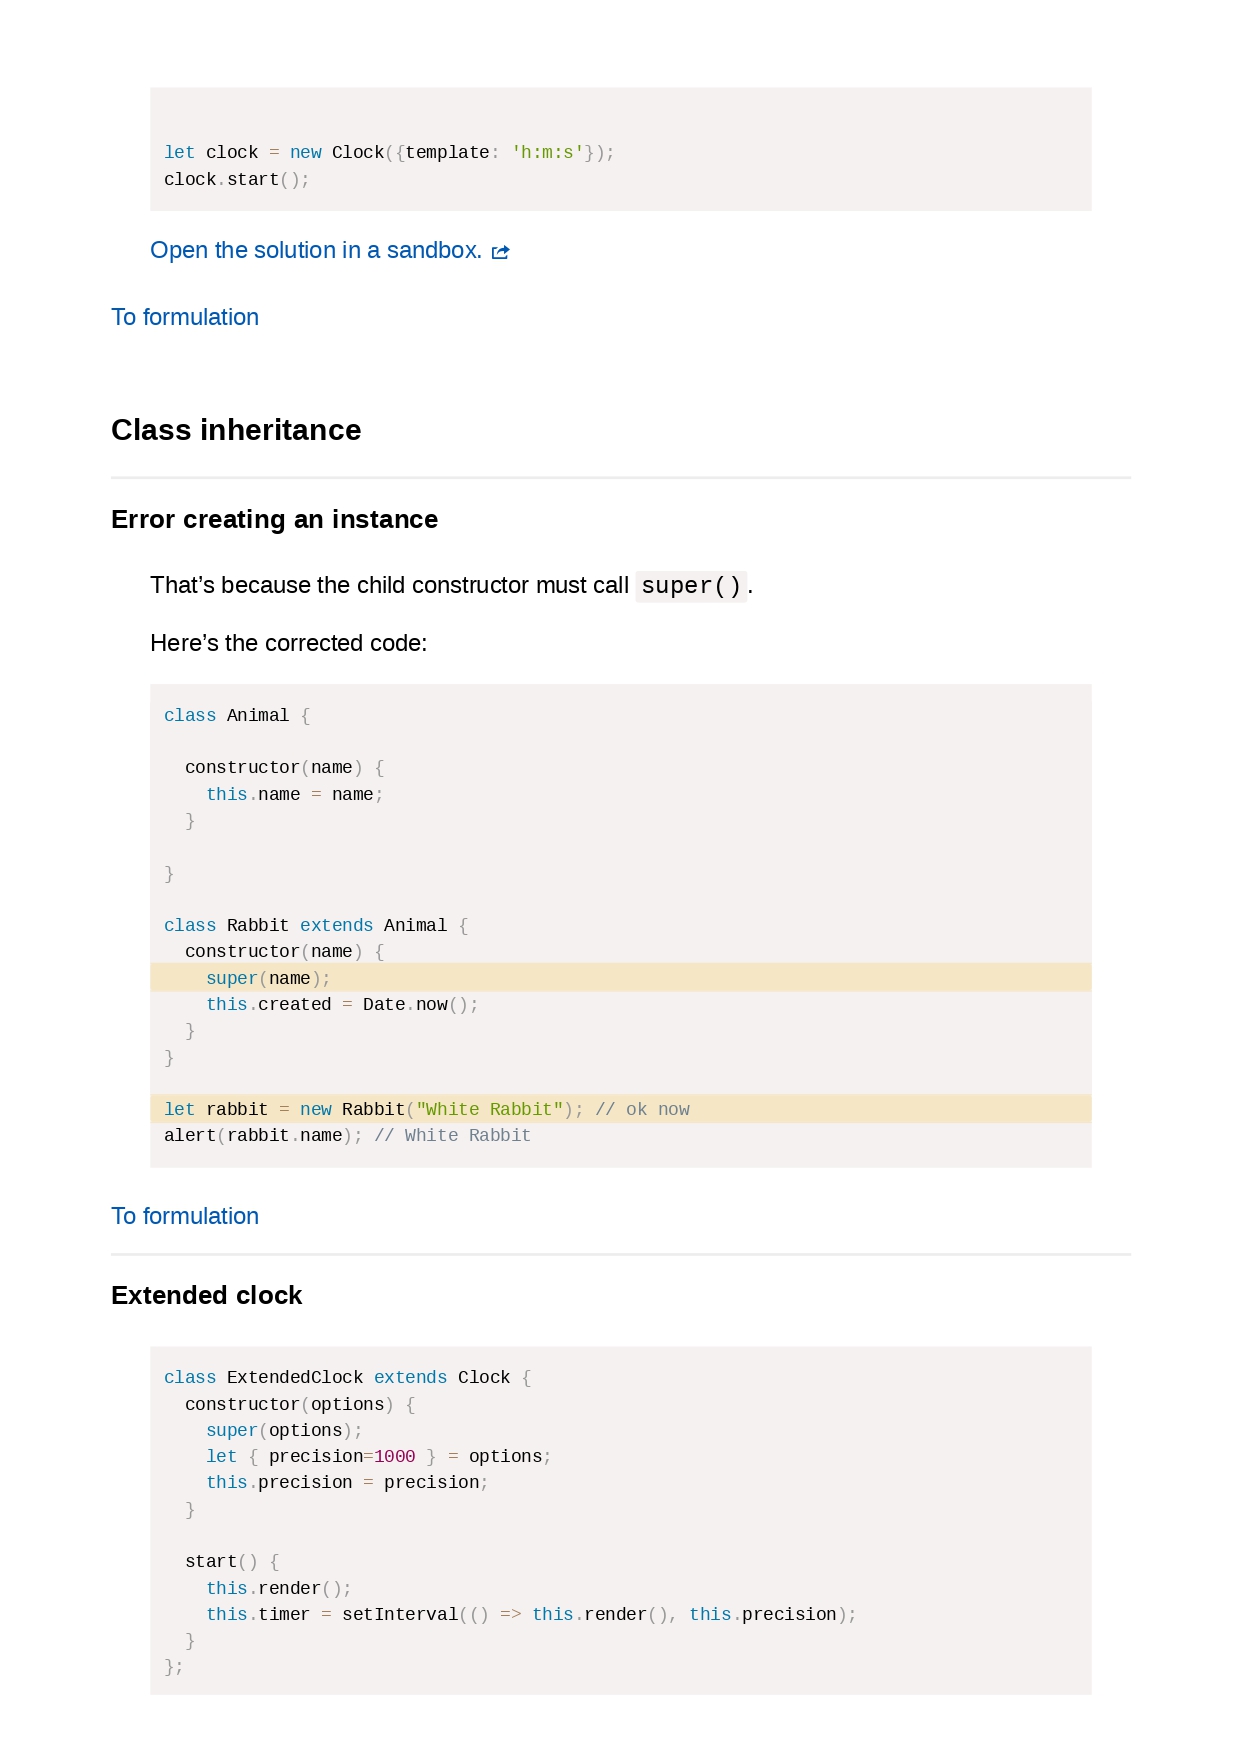 let clock = new Clock({template: 'h:m:s'});
clock.start();
Open the solution in a sandbox.
To formulation
Class inheritance
Error creating an instance
That’s because the child constructor must call super().
Here’s the corrected code:
class Animal {
  constructor(name) {
    this.name = name;
  }
}
class Rabbit extends Animal {
  constructor(name) {
    super(name);
    this.created = Date.now();
  }
}
let rabbit = new Rabbit("White Rabbit"); // ok now
alert(rabbit.name); // White Rabbit
To formulation
Extended clock
class ExtendedClock extends Clock {
  constructor(options) {
    super(options);
    let { precision=1000 } = options;
    this.precision = precision;
  }
  start() {
    this.render();
    this.timer = setInterval(() => this.render(), this.precision);
  }
};